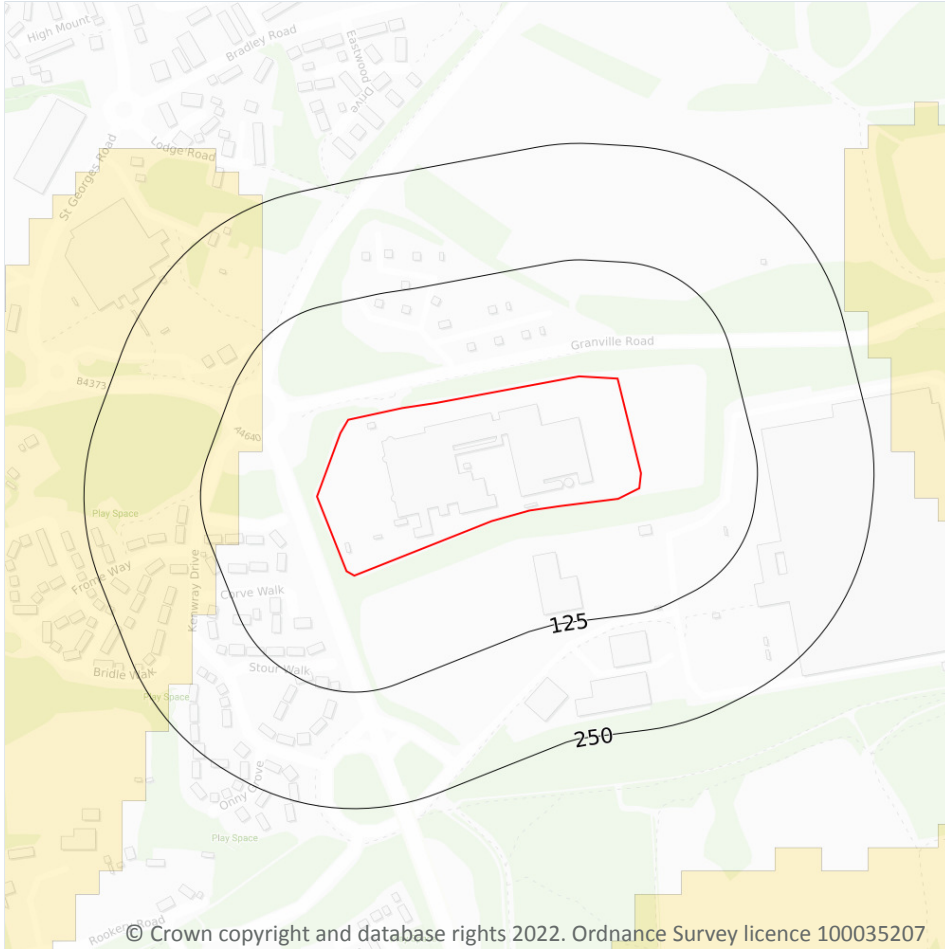 High Mount
Bradley Road
Eastwood
Drive
Lodge Road
St Georges Road
Granville Road
B4373
A4640
Play Space
Frome Way
Kenwray Drive
Corve Walk
125
Stour Walk
Bridle Walk
Play Space
250
Onny Grove
Play Space
Rookery Road
© Crown copyright and database rights 2022. Ordnance Survey licence 100035207